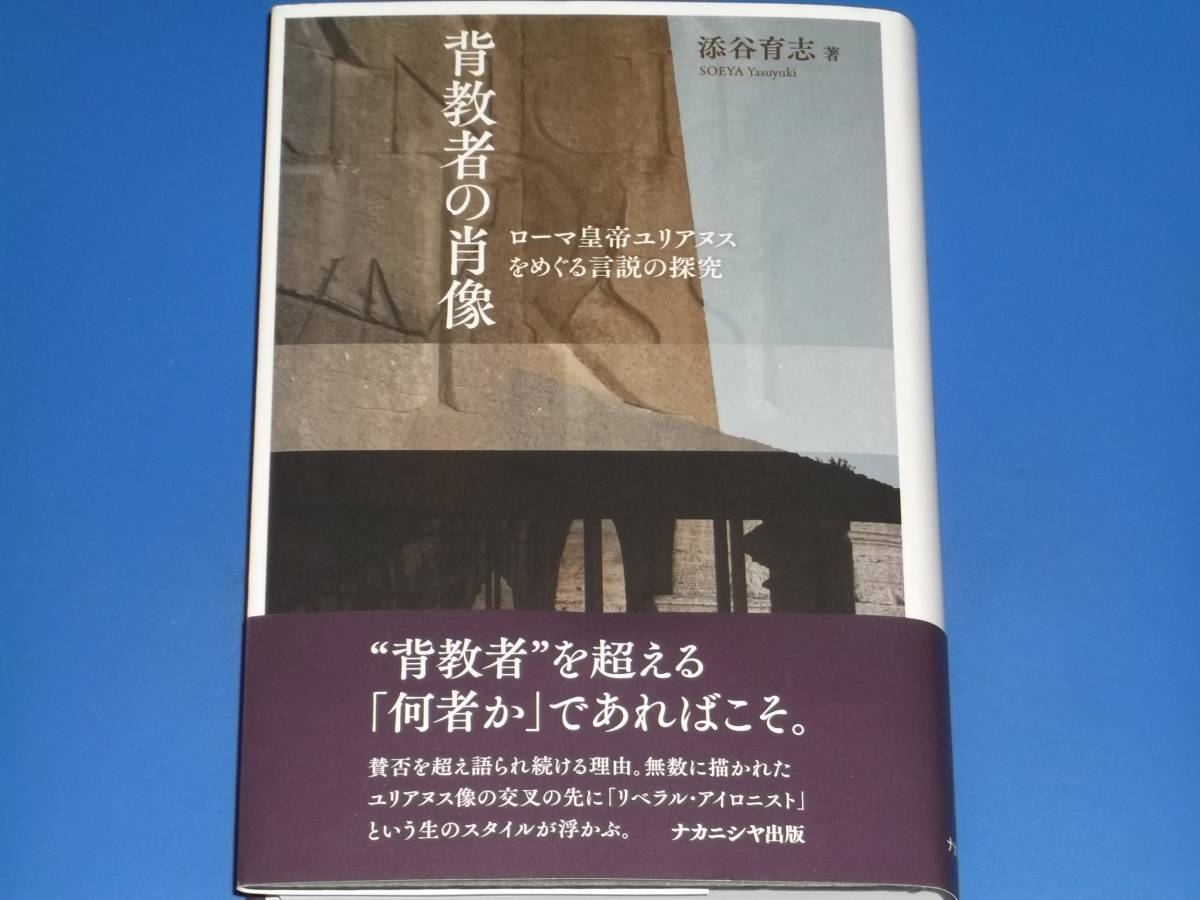 背教者の肖像
ローマ皇帝ユリアヌス
をめぐる言説の探究
添谷育志 著
SOEYA Yasuyuki
“背教者”を超える
「何者か」であればこそ。
賛否を超え語られ続ける理由。無数に描かれた
ユリアヌス像の交叉の先に「リベラル・アイロニスト」
という生のスタイルが浮かぶ。 ナカニシヤ出版